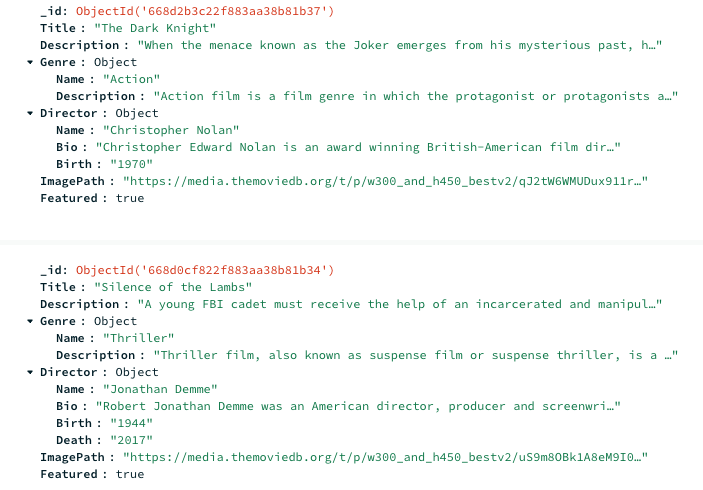 _id: ObjectId('668d2b3c22f883aa38b81b37')
Title : "The Dark Knight"
Description : "When the menace known as the Joker emerges from his mysterious past, h…"
Genre : Object
Name : "Action"
Description : "Action film is a film genre in which the protagonist or protagonists a…"
Director : Object
Name : "Christopher Nolan"
Bio : "Christopher Edward Nolan is an award winning British-American film dir…"
Birth : "1970"
ImagePath : "https://media.themoviedb.org/t/p/w300_and_h450_bestv2/qJ2tW6WMUDux911r…"
Featured : true
_id: ObjectId('668d0cf822f883aa38b81b34')
Title : "Silence of the Lambs"
Description : "A young FBI cadet must receive the help of an incarcerated and manipul…"
Genre : Object
Name : "Thriller"
Description : "Thriller film, also known as suspense film or suspense thriller, is a …"
Director : Object
Name : "Jonathan Demme"
Bio : "Robert Jonathan Demme was an American director, producer and screenwri…"
Birth : "1944"
Death : "2017"
ImagePath : "https://media.themoviedb.org/t/p/w300_and_h450_bestv2/uS9m8OBk1A8eM9I0…"
Featured : true